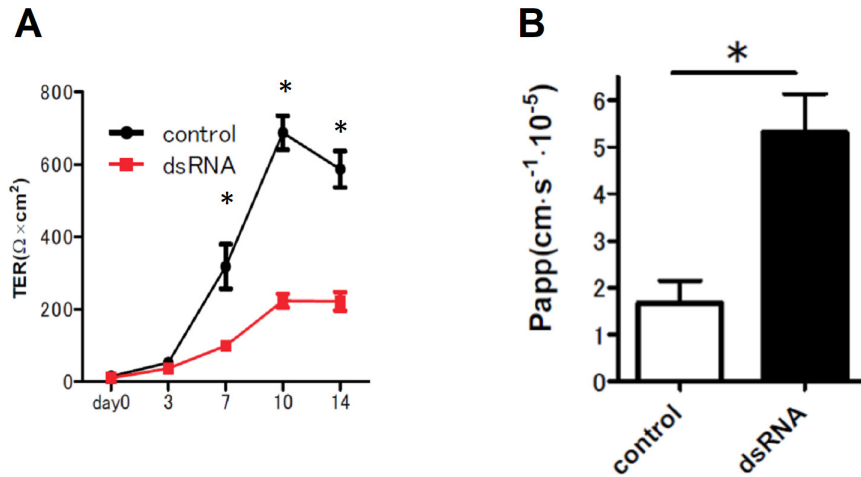 A
TER(Ω×cm²)
800
600
400
200
0
control
dsRNA
*
*
*
day0 3 7 10 14
B
Papp(cm·s⁻¹·10⁻⁵)
6
5
4
3
2
1
0
*
control
dsRNA